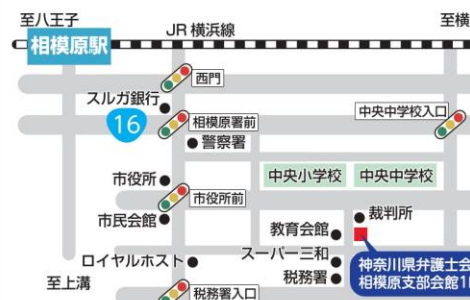 至八王子
JR 横浜線
至横
相模原駅
西門
スルガ銀行
16
相模原署前
中央中学校入口
警察署
市役所
中央小学校
中央中学校
市役所前
市民会館
裁判所
教育会館
ロイヤルホスト
スーパー三和
神奈川県弁護士会
相模原支部会館1
至上溝
税務署
税務署入口